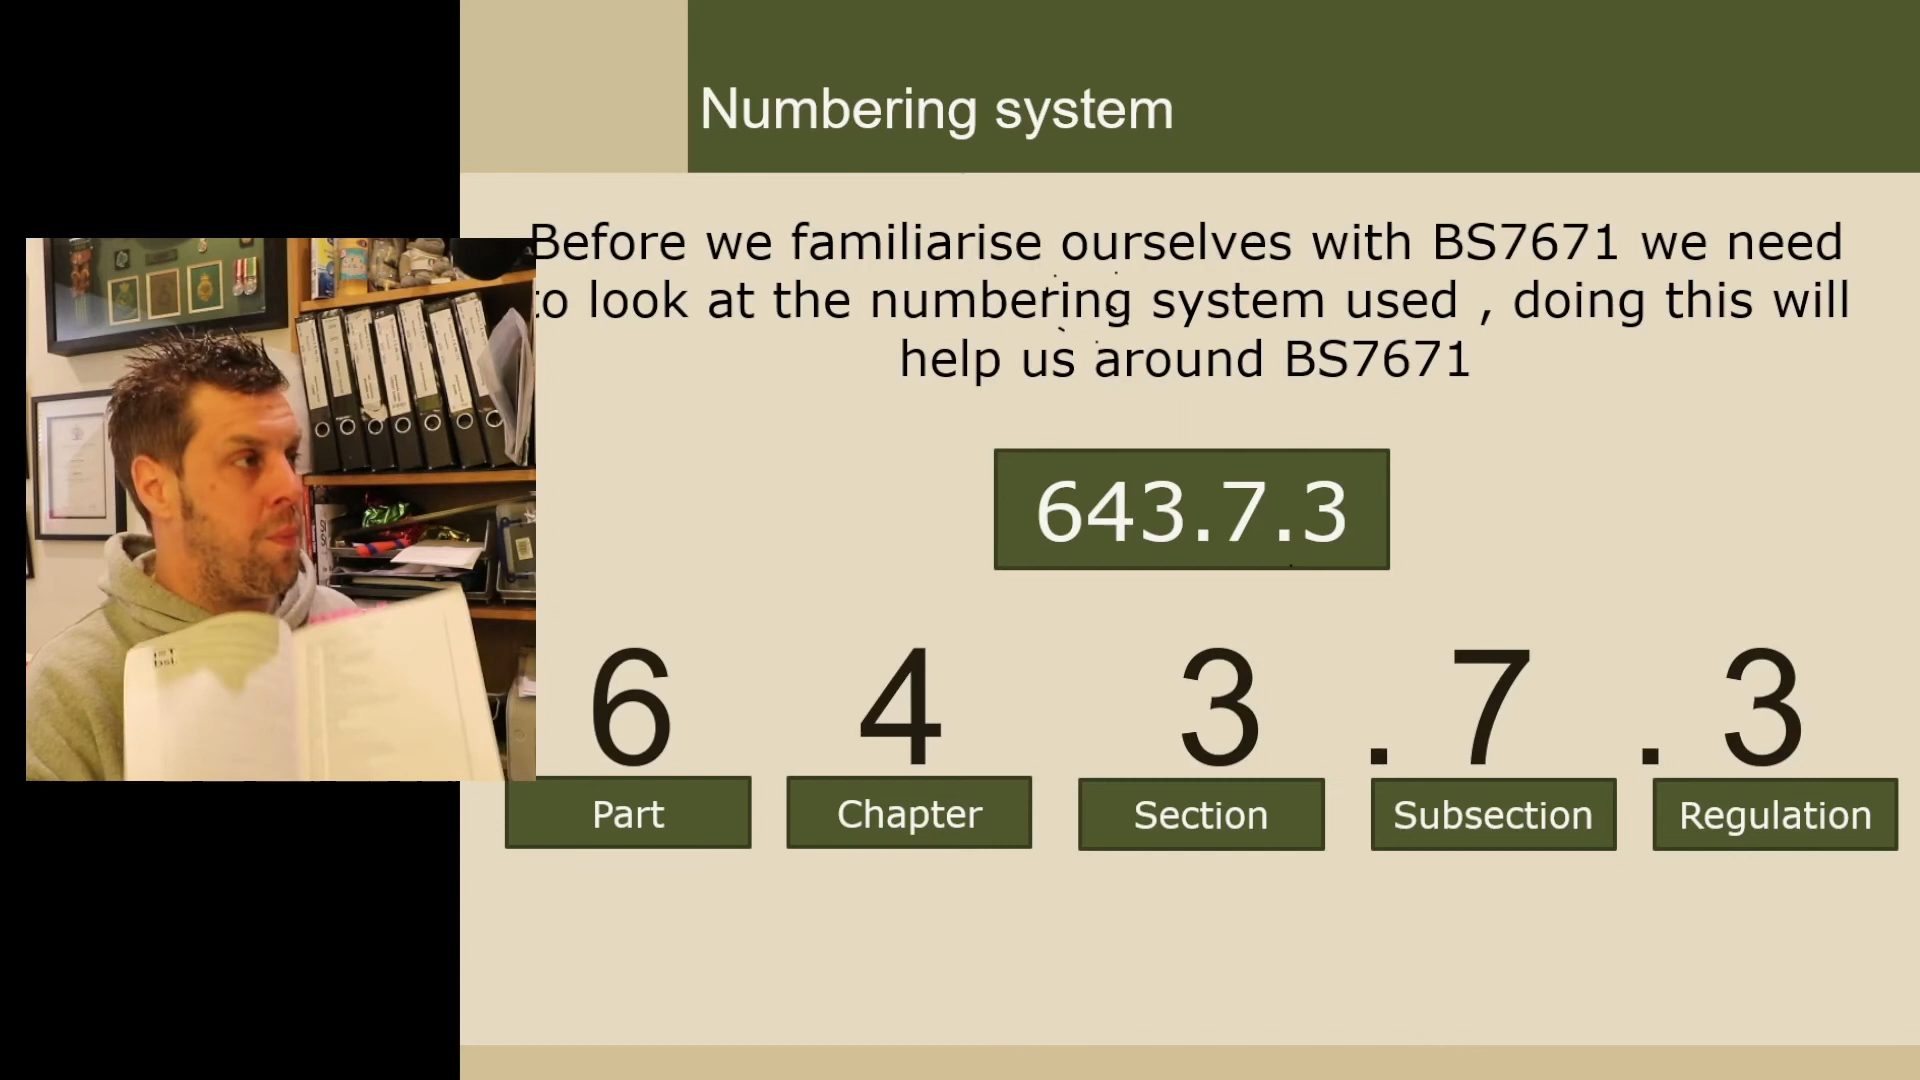 Numbering system
Before we familiarise ourselves with BS7671 we need
to look at the numbering system used , doing this will
help us around BS7671
643.7.3
6 4 3 . 7 . 3
Part Chapter Section Subsection Regulation